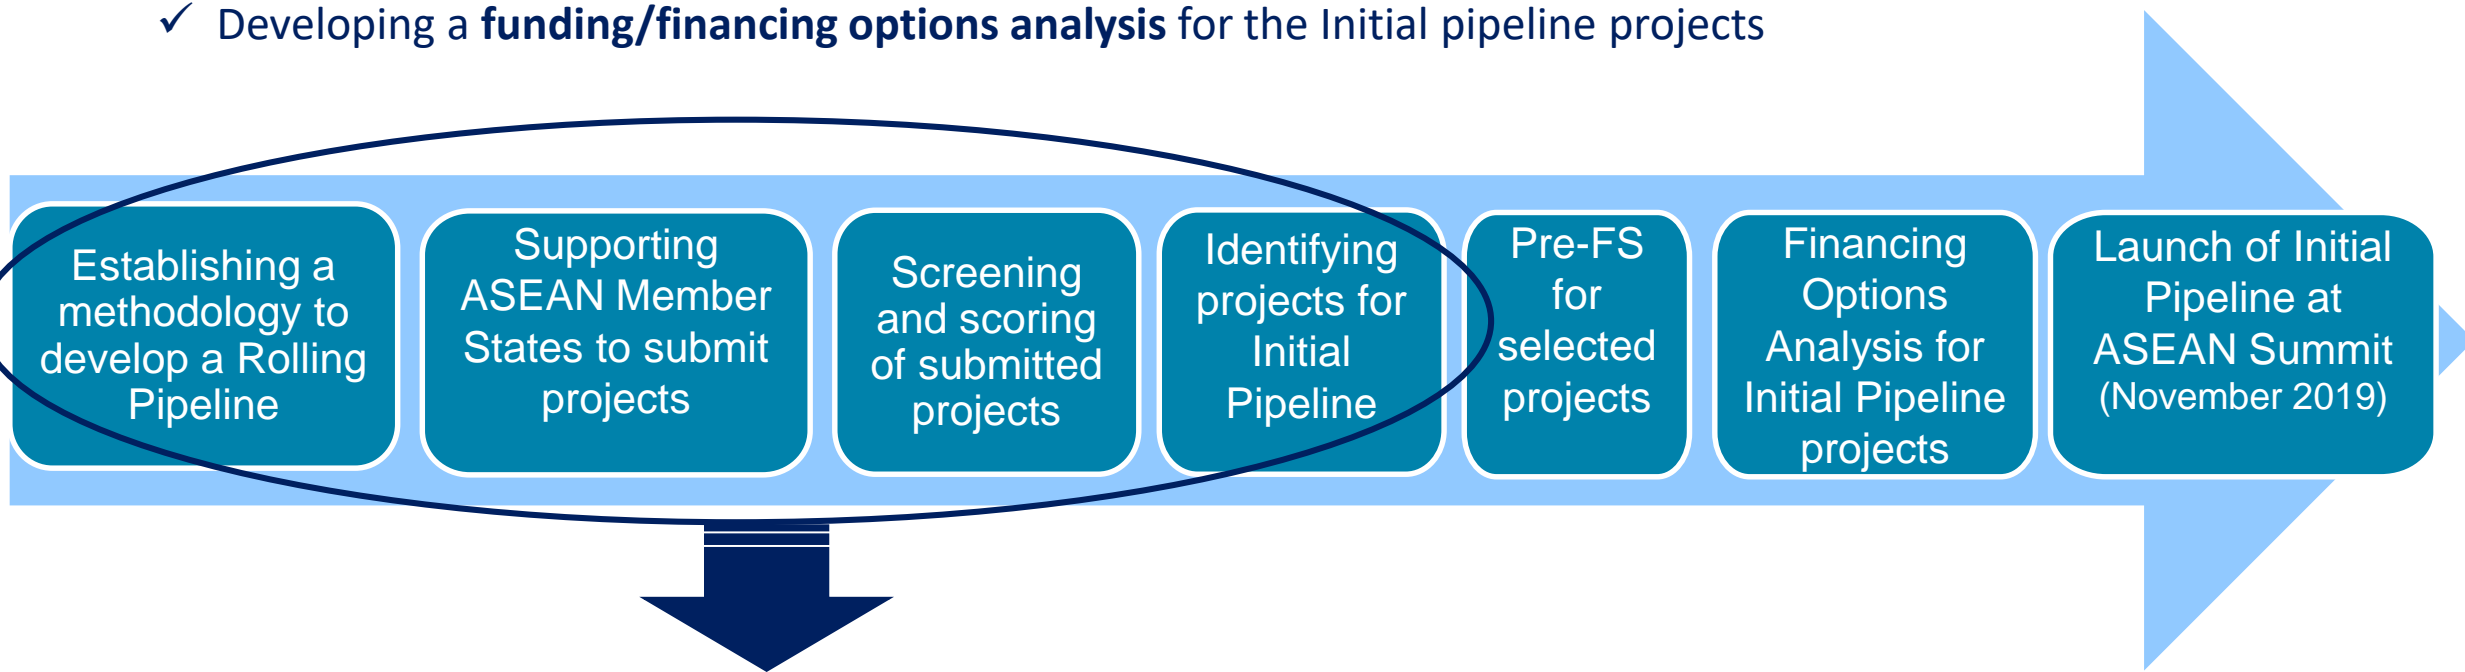 ✓ Developing a funding/financing options analysis for the Initial pipeline projects
Establishing a
methodology to
develop a Rolling
Pipeline
Supporting
ASEAN Member
States to submit
projects
Screening
and scoring
of submitted
projects
Identifying
projects for
Initial
Pipeline
Pre-FS
for
selected
projects
Financing
Options
Analysis for
Initial Pipeline
projects
Launch of Initial
Pipeline at
ASEAN Summit
(November 2019)